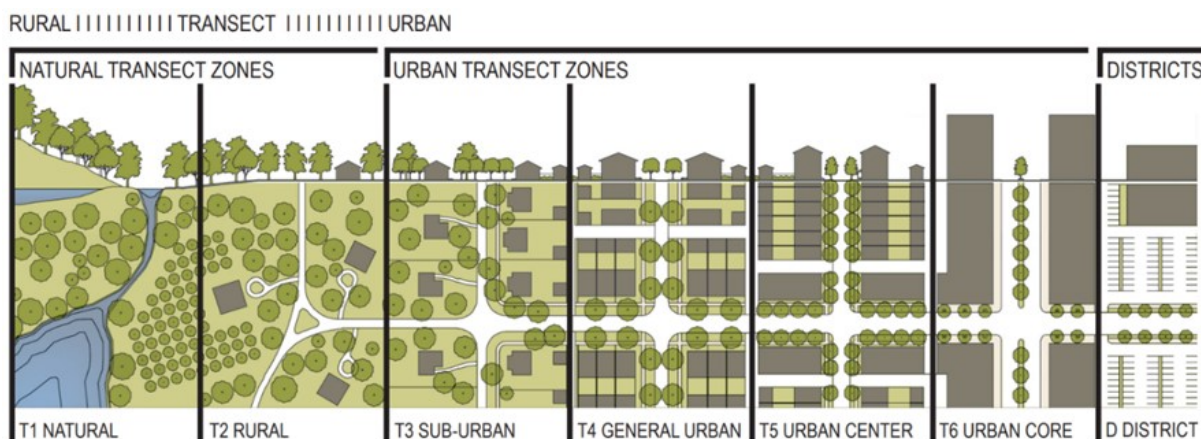 RURAL I I I I I I I I I I TRANSECT I I I I I I I I I I URBAN
NATURAL TRANSECT ZONES
URBAN TRANSECT ZONES
DISTRICTS
T1 NATURAL
T2 RURAL
T3 SUB-URBAN
T4 GENERAL URBAN
T5 URBAN CENTER
T6 URBAN CORE
D DISTRICT